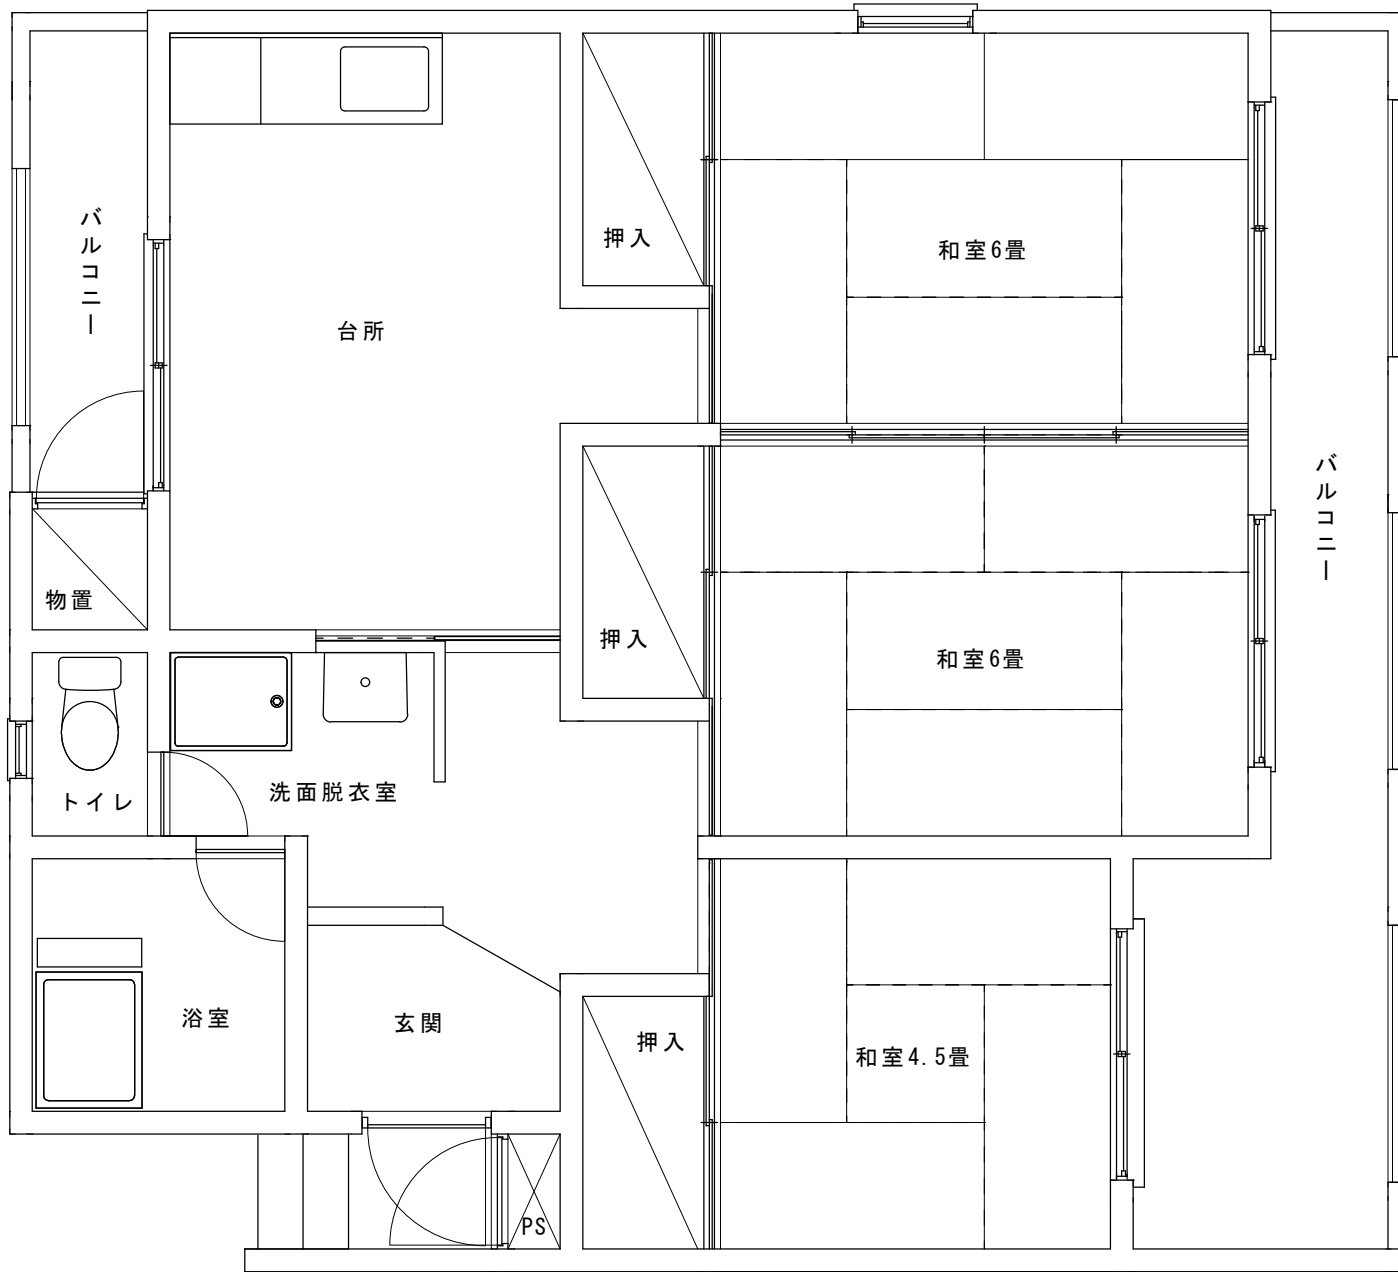 バルコニー
押入
和室6畳
台所
バルコニー
物置
押入
和室6畳
トイレ
洗面脱衣室
浴室
玄関
押入
和室4.5畳
PS